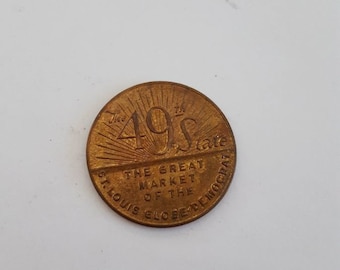 The 49th State
THE GREAT
MARKET
OF THE
ST. LOUIS GLOBE-DEMOCRAT